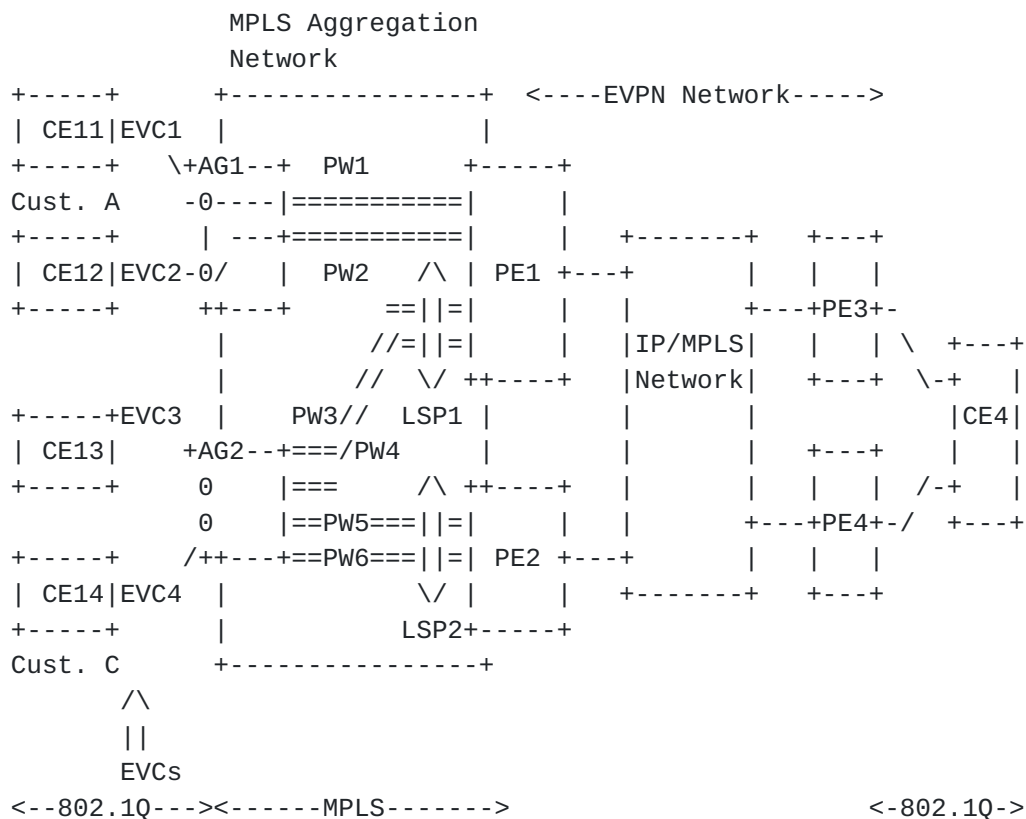 MPLS Aggregation
              Network
+-----+      +----------------+  <----EVPN Network----->
| CE11|EVC1  |                |
+-----+   \+AG1--+  PW1      +-----+
Cust. A    -0----|===========|     |
+-----+     | ---+===========|     |   +-------+   +---+
| CE12|EVC2-0/   |  PW2   /\ | PE1 +---+       |   |   |
+-----+     ++---+      ==||=|     |   |       +---+PE3+-
             |         //=||=|     |   |IP/MPLS|   |   | \  +---+
             |        //  \/ ++----+   |Network|   +---+  \-+   |
+-----+EVC3  |    PW3//  LSP1 |        |       |            |CE4|
| CE13|    +AG2--+===/PW4     |        |       |   +---+    |   |
+-----+     0    |===     /\ ++----+   |       |   |   |  /-+   |
            0    |==PW5===||=|     |   |       +---+PE4+-/  +---+
+-----+    /++---+==PW6===||=| PE2 +---+       |   |   |
| CE14|EVC4  |            \/ |     |   +-------+   +---+
+-----+      |           LSP2+-----+
Cust. C      +----------------+
       /\
       ||
       EVCs
<--802.1Q---><------MPLS------->                       <-802.1Q->